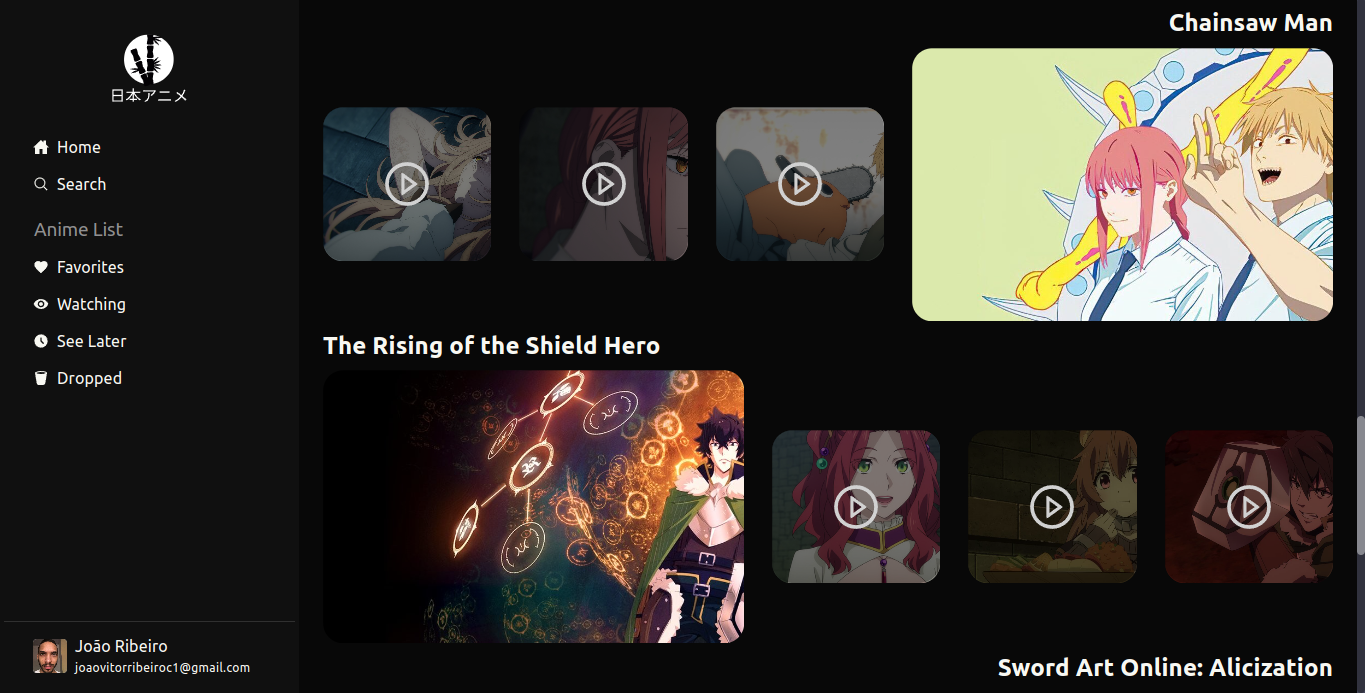 日本アニメ
Home
Search
Anime List
Favorites
Watching
See Later
Dropped
João Ribeiro
joaovitorribeiroc1@gmail.com
Chainsaw Man
The Rising of the Shield Hero
Sword Art Online: Alicization